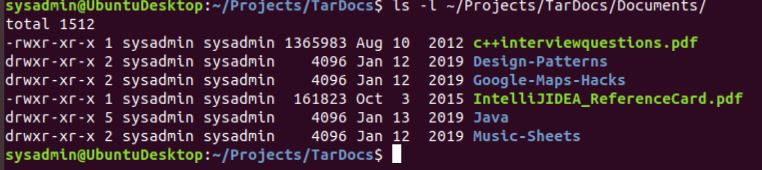 sysadmin@UbuntuDesktop:~/Projects/TarDocs$ ls -l ~/Projects/TarDocs/Documents/
total 1512
-rwxr-xr-x 1 sysadmin sysadmin 1365983 Aug 10  2012 c++interviewquestions.pdf
drwxr-xr-x 2 sysadmin sysadmin    4096 Jan 12  2019 Design-Patterns
drwxr-xr-x 2 sysadmin sysadmin    4096 Jan 12  2019 Google-Maps-Hacks
-rwxr-xr-x 1 sysadmin sysadmin  161823 Oct  3  2015 IntelliJIDEA_ReferenceCard.pdf
drwxr-xr-x 5 sysadmin sysadmin    4096 Jan 13  2019 Java
drwxr-xr-x 2 sysadmin sysadmin    4096 Jan 12  2019 Music-Sheets
sysadmin@UbuntuDesktop:~/Projects/TarDocs$